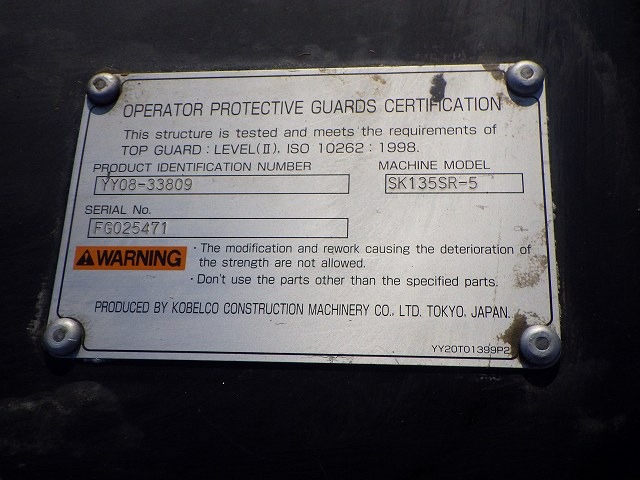 OPERATOR PROTECTIVE GUARDS CERTIFICATION
This structure is tested and meets the requirements of
TOP GUARD : LEVEL(Ⅱ), ISO 10262 : 1998.
PRODUCT IDENTIFICATION NUMBER
YY08-33809
MACHINE MODEL
SK135SR-5
SERIAL No.
FG025471
WARNING
· The modification and rework causing the deterioration of
the strength are not allowed.
· Don't use the parts other than the specified parts.
PRODUCED BY KOBELCO CONSTRUCTION MACHINERY CO., LTD. TOKYO, JAPAN.
YY20T01399P2